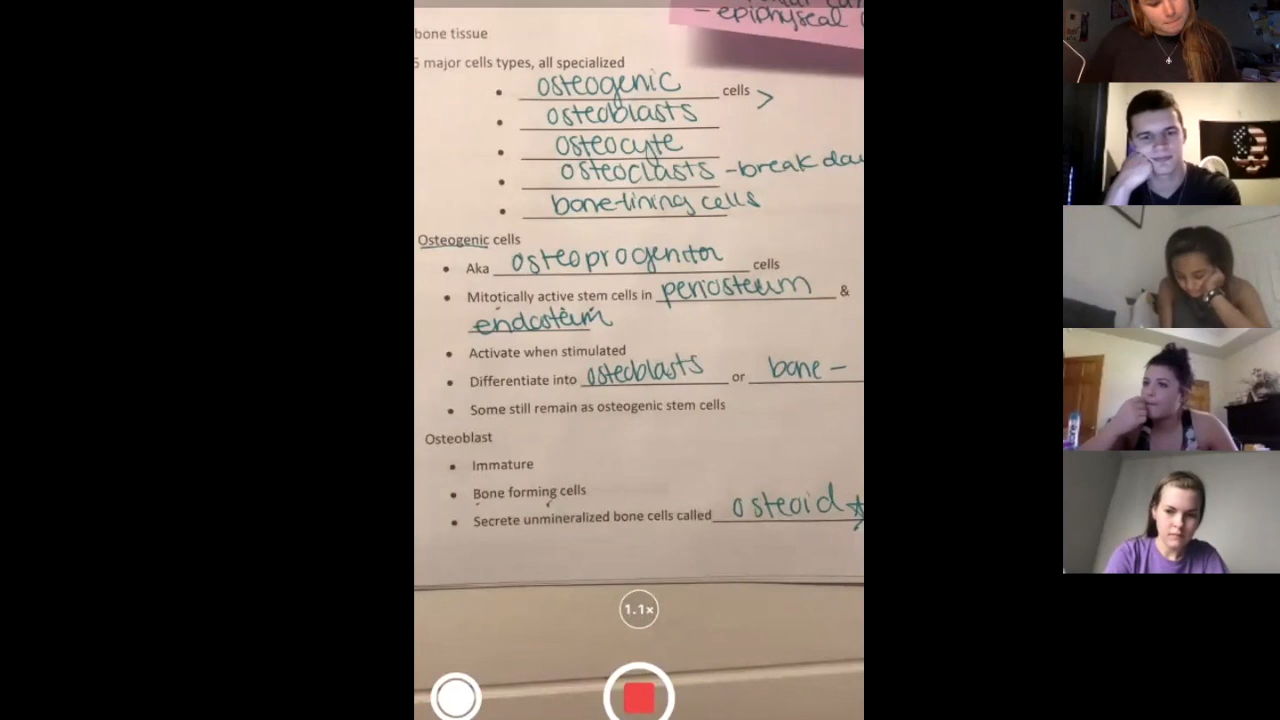 - epiphyseal
bone tissue
5 major cells types, all specialized
• osteogenic cells >
• osteoblasts
• osteocyte
• osteoclasts - break
• bone-lining cells
Osteogenic cells
• Aka osteoprogenitor cells
• Mitotically active stem cells in periosteum &
endosteum
• Activate when stimulated
• Differentiate into osteoblasts or bone -
• Some still remain as osteogenic stem cells
Osteoblast
• Immature
• Bone forming cells
• Secrete unmineralized bone cells called osteoid
1.1×